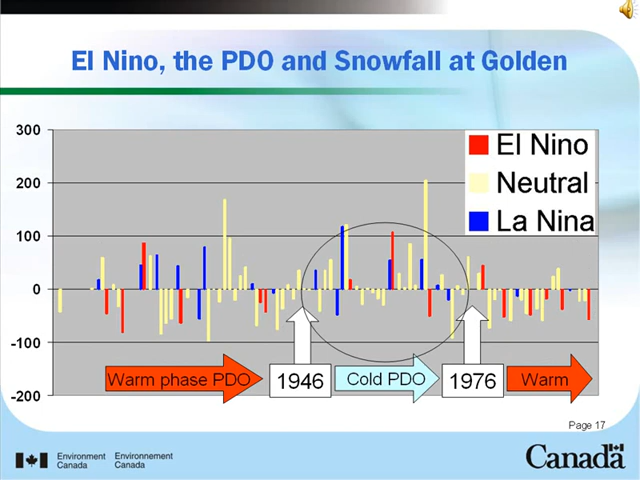 El Nino, the PDO and Snowfall at Golden
300
200
100
0
-100
-200
El Nino
Neutral
La Nina
Warm phase PDO
1946
Cold PDO
1976
Warm
Page 17
Environment Environnement
Canada Canada
Canada